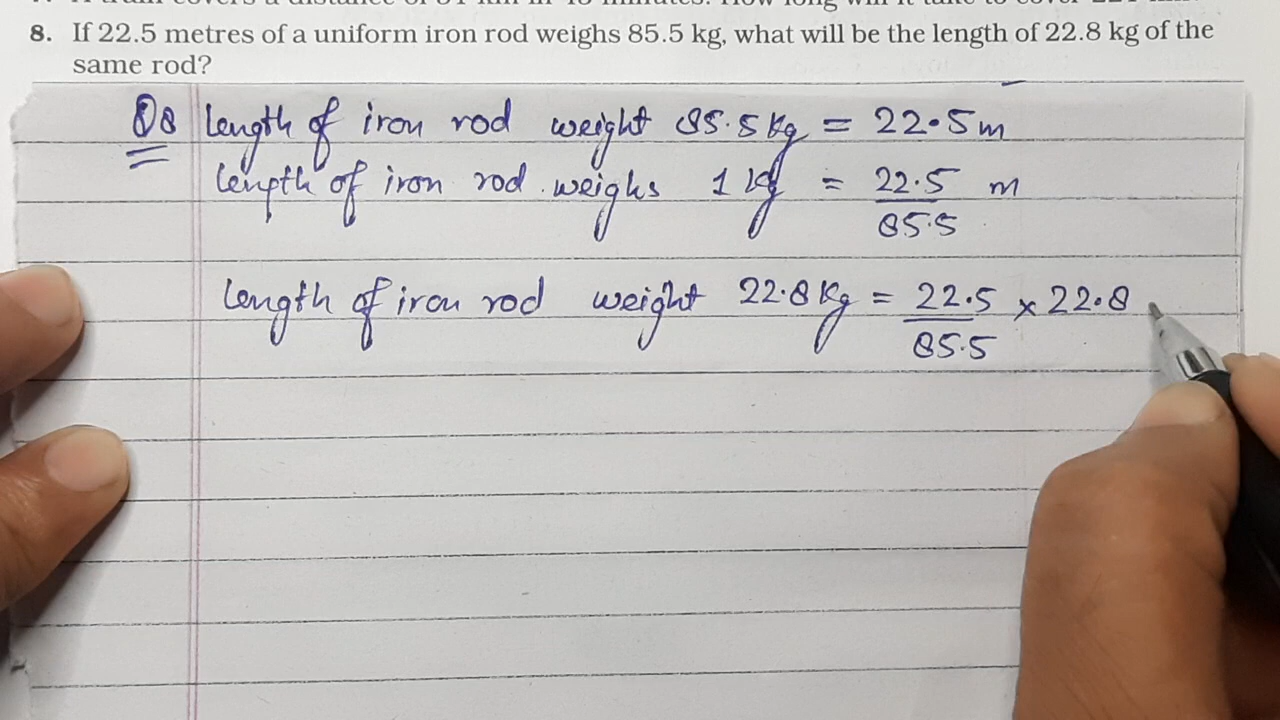 8. If 22.5 metres of a uniform iron rod weighs 85.5 kg, what will be the length of 22.8 kg of the
same rod?
Q8 length of iron rod weight 85.5 kg = 22.5 m
length of iron rod weighs 1 kg = 22.5 m
85.5
length of iron rod weight 22.8 kg = 22.5 × 22.8
85.5